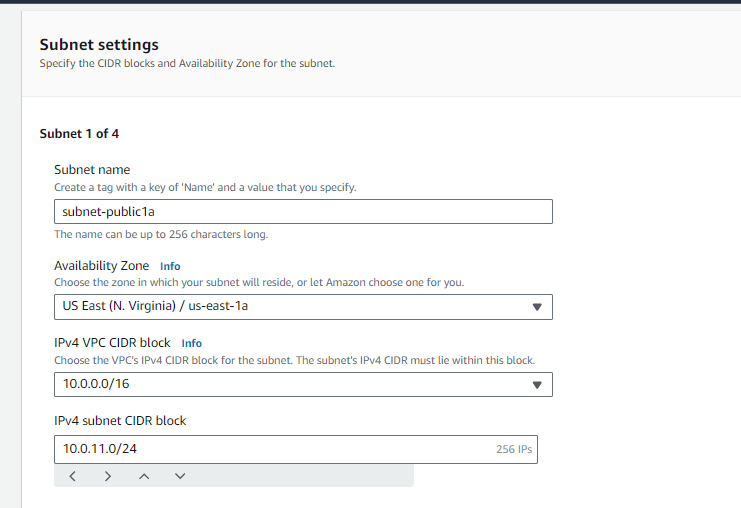 Subnet settings
Specify the CIDR blocks and Availability Zone for the subnet.
Subnet 1 of 4
Subnet name
Create a tag with a key of 'Name' and a value that you specify.
subnet-public1a
The name can be up to 256 characters long.
Availability Zone Info
Choose the zone in which your subnet will reside, or let Amazon choose one for you.
US East (N. Virginia) / us-east-1a
IPv4 VPC CIDR block Info
Choose the VPC's IPv4 CIDR block for the subnet. The subnet's IPv4 CIDR must lie within this block.
10.0.0.0/16
IPv4 subnet CIDR block
10.0.11.0/24 256 IPs